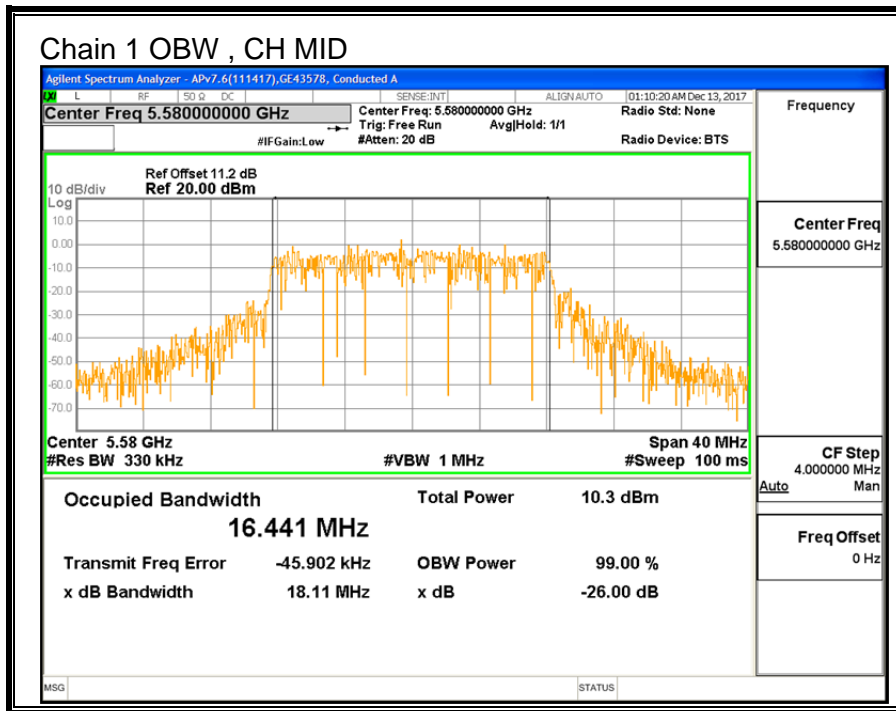 Chain 1 OBW , CH MID
Agilent Spectrum Analyzer - APv7.6(111417),GE43578, Conducted A
LXI L RF 50 Ω DC SENSE:INT ALIGN AUTO 01:10:20 AM Dec 13, 2017
Center Freq 5.580000000 GHz
Center Freq: 5.580000000 GHz
Radio Std: None
Trig: Free Run Avg|Hold: 1/1
#IFGain:Low #Atten: 20 dB Radio Device: BTS
Ref Offset 11.2 dB
10 dB/div Ref 20.00 dBm
Log
10.0
0.00
-10.0
-20.0
-30.0
-40.0
-50.0
-60.0
-70.0
Center 5.58 GHz Span 40 MHz
#Res BW 330 kHz #VBW 1 MHz #Sweep 100 ms
Occupied Bandwidth Total Power 10.3 dBm
16.441 MHz
Transmit Freq Error -45.902 kHz OBW Power 99.00 %
x dB Bandwidth 18.11 MHz x dB -26.00 dB
Frequency
Center Freq
5.580000000 GHz
CF Step
4.000000 MHz
Auto Man
Freq Offset
0 Hz
MSG STATUS